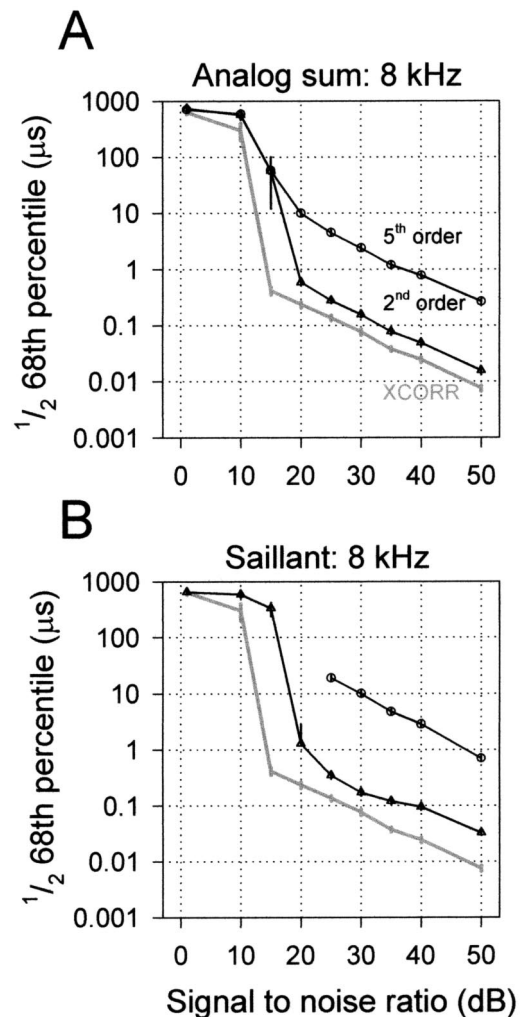 A
Analog sum: 8 kHz
1000
100
10
1
0.1
0.01
0.001
½ 68th percentile (μs)
5th order
2nd order
XCORR
0 10 20 30 40 50
B
Saillant: 8 kHz
1000
100
10
1
0.1
0.01
0.001
½ 68th percentile (μs)
0 10 20 30 40 50
Signal to noise ratio (dB)